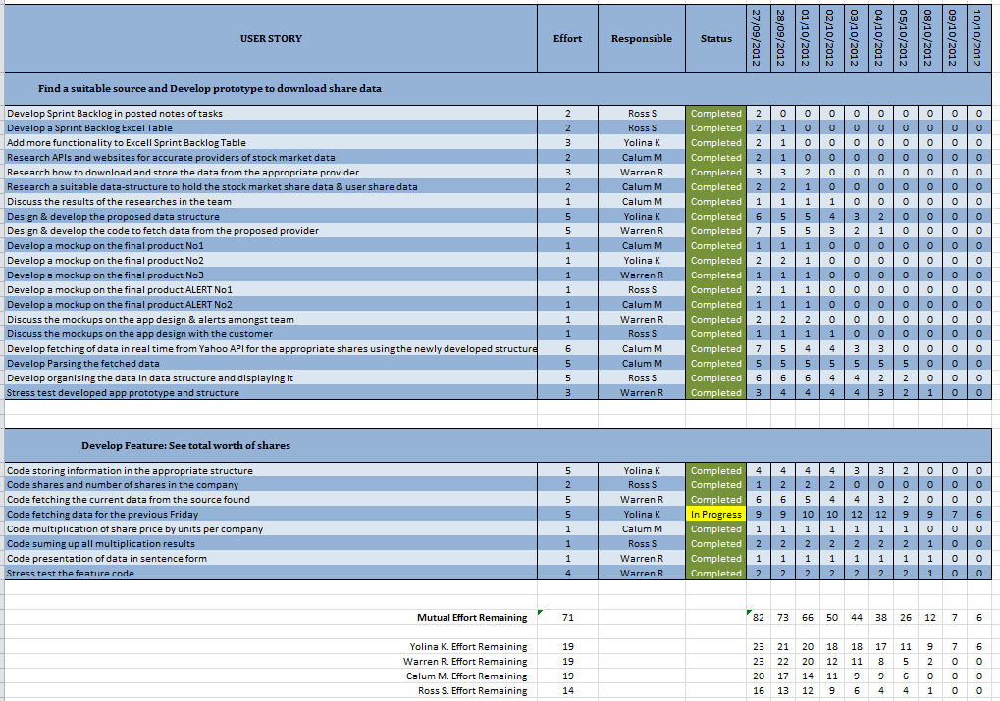 USER STORY Effort Responsible Status 27/09/2012 28/09/2012 01/10/2012 02/10/2012 03/10/2012 04/10/2012 05/10/2012 08/10/2012 09/10/2012 10/10/2012
Find a suitable source and Develop prototype to download share data
Develop Sprint Backlog in posted notes of tasks 2 Ross S Completed 2 0 0 0 0 0 0 0 0 0
Develop a Sprint Backlog Excel Table 2 Ross S Completed 2 1 0 0 0 0 0 0 0 0
Add more functionality to Excell Sprint Backlog Table 3 Yolina K Completed 2 1 0 0 0 0 0 0 0 0
Research APIs and websites for accurate providers of stock market data 2 Calum M Completed 2 1 0 0 0 0 0 0 0 0
Research how to download and store the data from the appropriate provider 3 Warren R Completed 3 3 2 0 0 0 0 0 0 0
Research a suitable data-structure to hold the stock market share data & user share data 2 Calum M Completed 2 2 1 0 0 0 0 0 0 0
Discuss the results of the researches in the team 1 Calum M Completed 1 1 1 1 0 0 0 0 0 0
Design & develop the proposed data structure 5 Yolina K Completed 6 5 5 4 3 2 0 0 0 0
Design & develop the code to fetch data from the proposed provider 5 Warren R Completed 7 5 5 3 2 1 0 0 0 0
Develop a mockup on the final product No1 1 Calum M Completed 1 1 1 0 0 0 0 0 0 0
Develop a mockup on the final product No2 1 Yolina K Completed 2 2 1 0 0 0 0 0 0 0
Develop a mockup on the final product No3 1 Warren R Completed 1 1 1 0 0 0 0 0 0 0
Develop a mockup on the final product ALERT No1 1 Ross S Completed 2 1 1 0 0 0 0 0 0 0
Develop a mockup on the final product ALERT No2 1 Calum M Completed 1 1 1 0 0 0 0 0 0 0
Discuss the mockups on the app design & alerts amongst team 1 Warren R Completed 2 2 2 0 0 0 0 0 0 0
Discuss the mockups on the app design with the customer 1 Ross S Completed 1 1 1 1 0 0 0 0 0 0
Develop fetching of data in real time from Yahoo API for the appropriate shares using the newly developed structure 6 Calum M Completed 7 5 4 4 3 3 0 0 0 0
Develop Parsing the fetched data 5 Calum M Completed 5 5 5 5 5 5 5 0 0 0
Develop organising the data in data structure and displaying it 5 Ross S Completed 6 6 6 4 4 2 2 0 0 0
Stress test developed app prototype and structure 3 Warren R Completed 3 4 4 4 4 3 2 1 0 0
Develop Feature: See total worth of shares
Code storing information in the appropriate structure 5 Yolina K Completed 4 4 4 4 3 3 2 0 0 0
Code shares and number of shares in the company 2 Ross S Completed 1 2 2 2 0 0 0 0 0 0
Code fetching the current data from the source found 5 Warren R Completed 6 6 5 4 4 3 2 0 0 0
Code fetching data for the previous Friday 5 Yolina K In Progress 9 9 10 10 12 12 9 9 7 6
Code multiplication of share price by units per company 1 Calum M Completed 1 1 1 1 1 1 1 0 0 0
Code suming up all multiplication results 1 Ross S Completed 2 2 2 2 2 2 2 1 0 0
Code presentation of data in sentence form 1 Warren R Completed 1 1 1 1 1 1 1 1 0 0
Stress test the feature code 4 Warren R Completed 2 2 2 2 2 2 2 1 0 0
Mutual Effort Remaining 71 82 73 66 50 44 38 26 12 7 6
Yolina K. Effort Remaining 19 23 21 20 18 18 17 11 9 7 6
Warren R. Effort Remaining 19 23 22 20 12 11 8 5 2 0 0
Calum M. Effort Remaining 19 20 17 14 11 9 9 6 0 0 0
Ross S. Effort Remaining 14 16 13 12 9 6 4 4 1 0 0